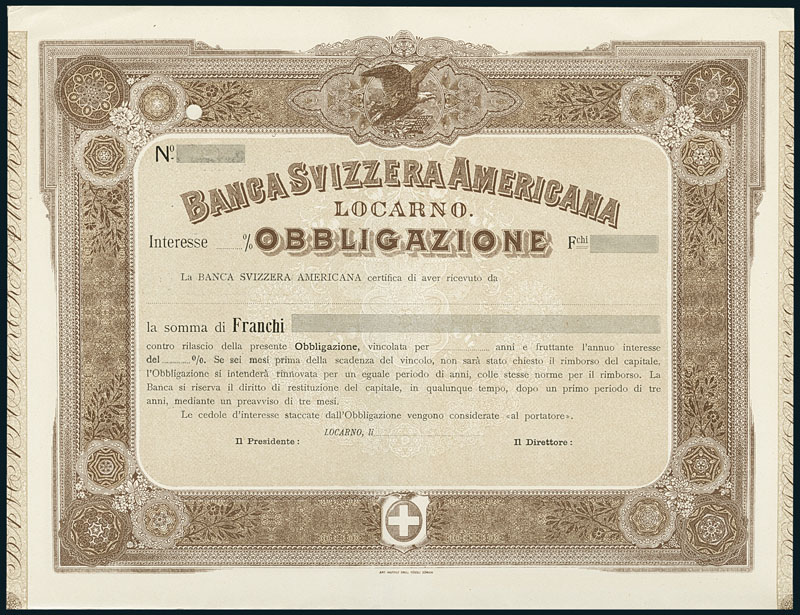 Nº
BANCA SVIZZERA AMERICANA
LOCARNO.
Interesse ........% OBBLIGAZIONE Fchi
La BANCA SVIZZERA AMERICANA certifica di aver ricevuto da
la somma di Franchi
contro rilascio della presente Obbligazione, vincolata per .................... anni e fruttante l'annuo interesse
del .......... %. Se sei mesi prima della scadenza del vincolo, non sarà stato chiesto il rimborso del capitale,
l'Obbligazione si intenderà rinnovata per un eguale periodo di anni, colle stesse norme per il rimborso. La
Banca si riserva il diritto di restituzione del capitale, in qualunque tempo, dopo un primo periodo di tre
anni, mediante un preavviso di tre mesi.
Le cedole d'interesse staccate dall'Obbligazione vengono considerate «al portatore».
LOCARNO, li
Il Presidente: Il Direttore: